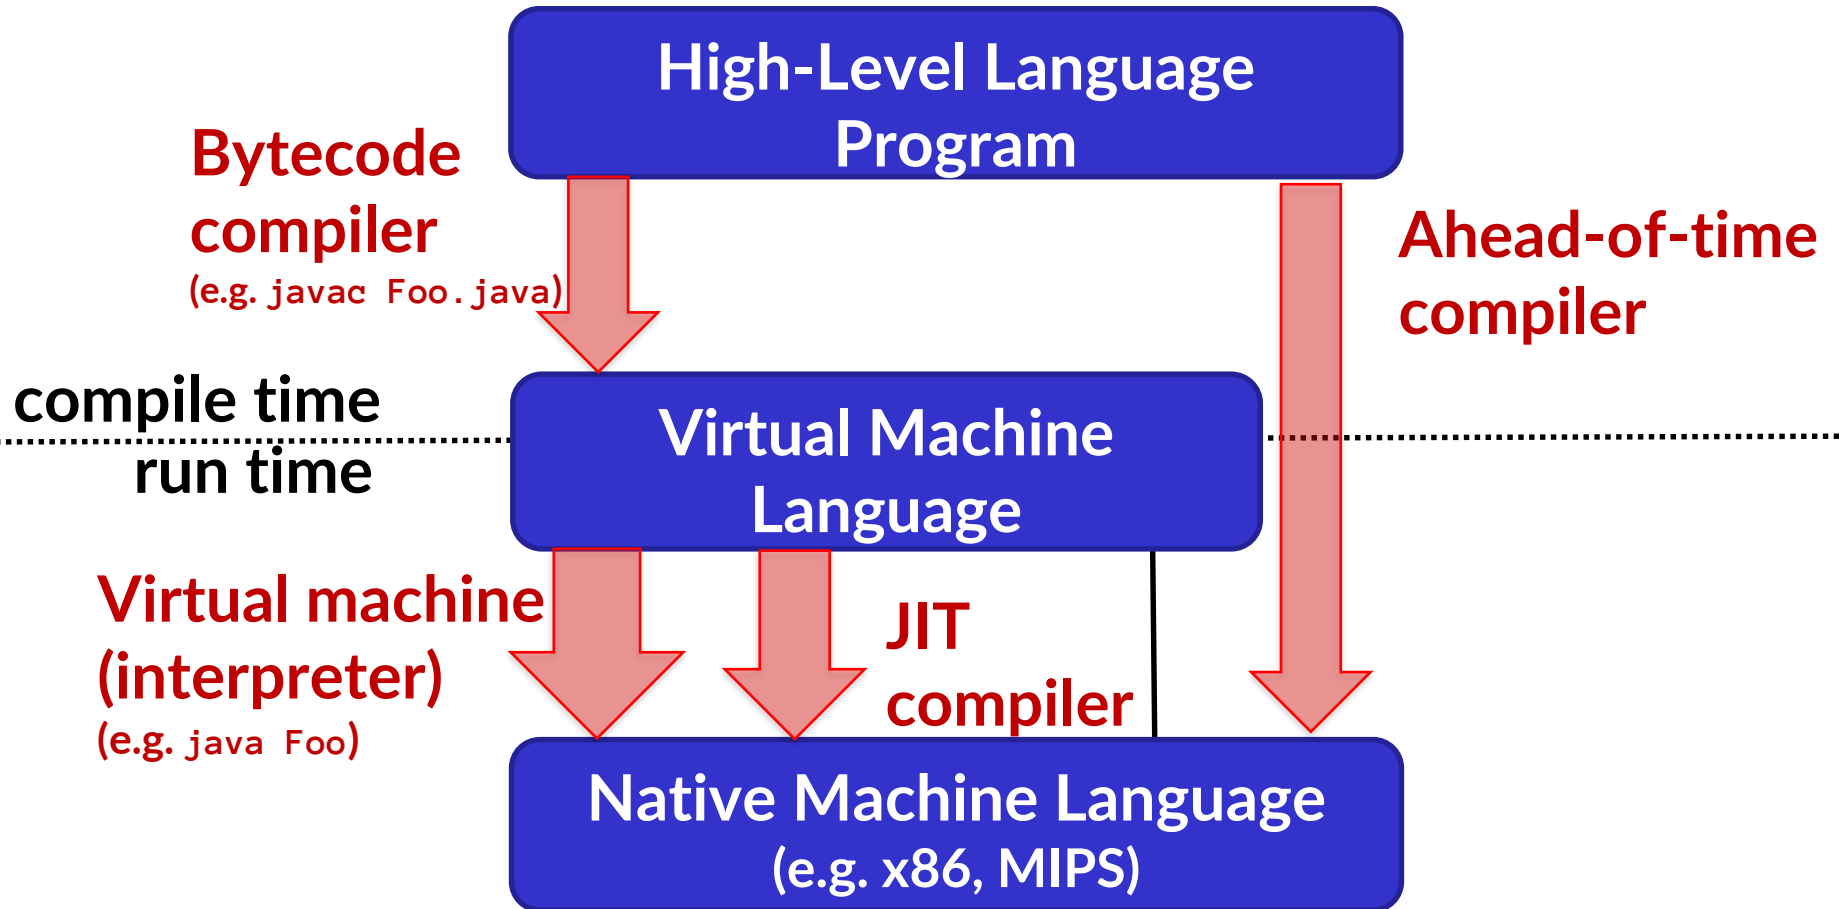 High-Level Language
Program
Bytecode
compiler
(e.g. javac Foo.java)
Ahead-of-time
compiler
compile time
run time
Virtual Machine
Language
Virtual machine
(interpreter)
(e.g. java Foo)
JIT
compiler
Native Machine Language
(e.g. x86, MIPS)